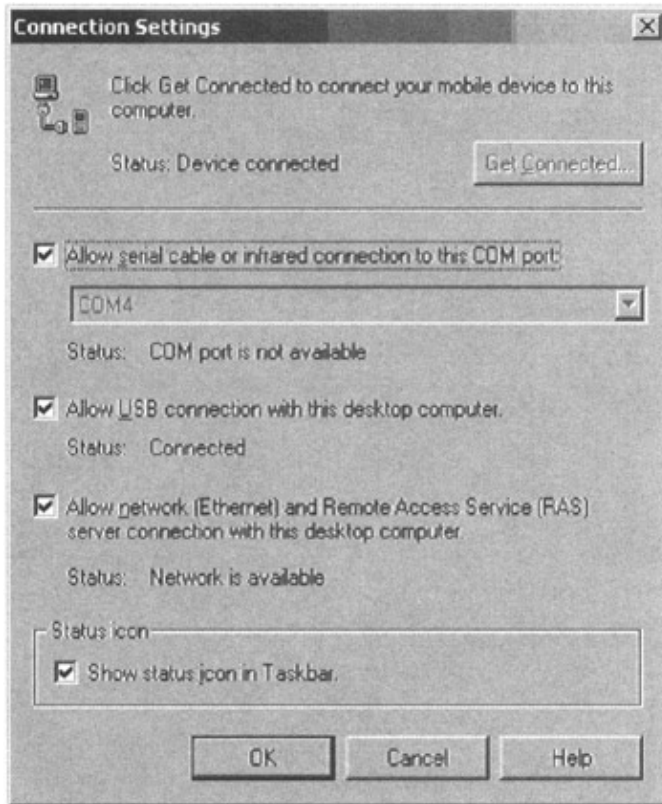 Connection Settings
Click Get Connected to connect your mobile device to this
computer.
Status: Device connected
Get Connected...
Allow serial cable or infrared connection to this COM port:
COM4
Status: COM port is not available
Allow USB connection with this desktop computer.
Status: Connected
Allow network (Ethernet) and Remote Access Service (RAS)
server connection with this desktop computer.
Status: Network is available
Status icon
Show status icon in Taskbar.
OK
Cancel
Help